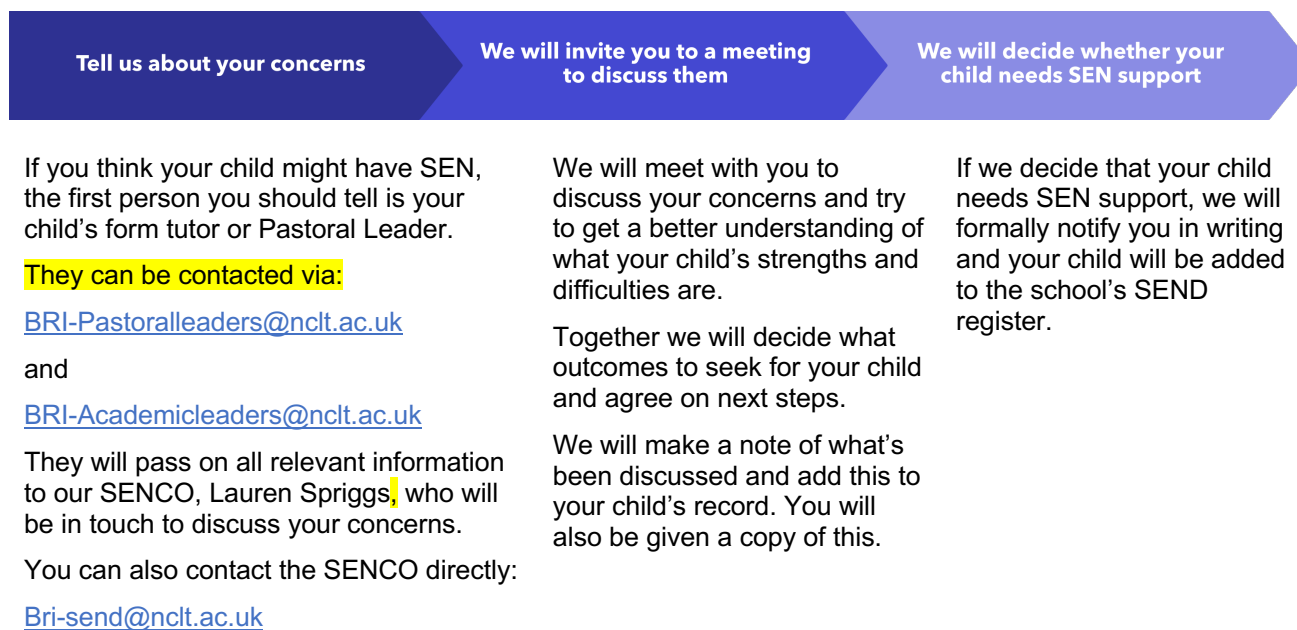 Tell us about your concerns
We will invite you to a meeting
to discuss them
We will decide whether your
child needs SEN support
If you think your child might have SEN,
the first person you should tell is your
child's form tutor or Pastoral Leader.
They can be contacted via:
BRI-Pastoralleaders@nclt.ac.uk
and
BRI-Academicleaders@nclt.ac.uk
They will pass on all relevant information
to our SENCO, Lauren Spriggs, who will
be in touch to discuss your concerns.
You can also contact the SENCO directly:
Bri-send@nclt.ac.uk
We will meet with you to
discuss your concerns and try
to get a better understanding of
what your child's strengths and
difficulties are.
Together we will decide what
outcomes to seek for your child
and agree on next steps.
We will make a note of what's
been discussed and add this to
your child's record. You will
also be given a copy of this.
If we decide that your child
needs SEN support, we will
formally notify you in writing
and your child will be added
to the school's SEND
register.